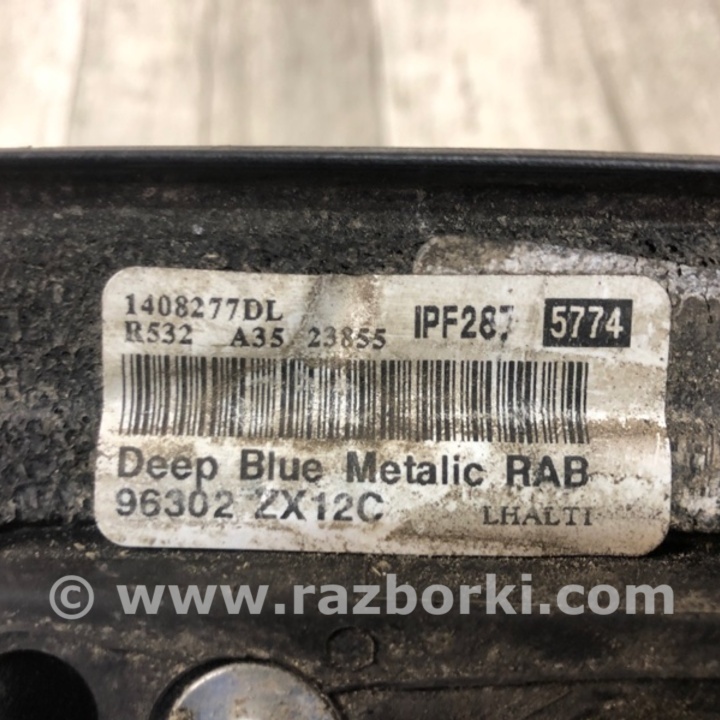 1408277DL
R532 A35 23855 IPF287 5774
Deep Blue Metalic RAB
96302 ZX12C
LHALTI
© www.razborki.com